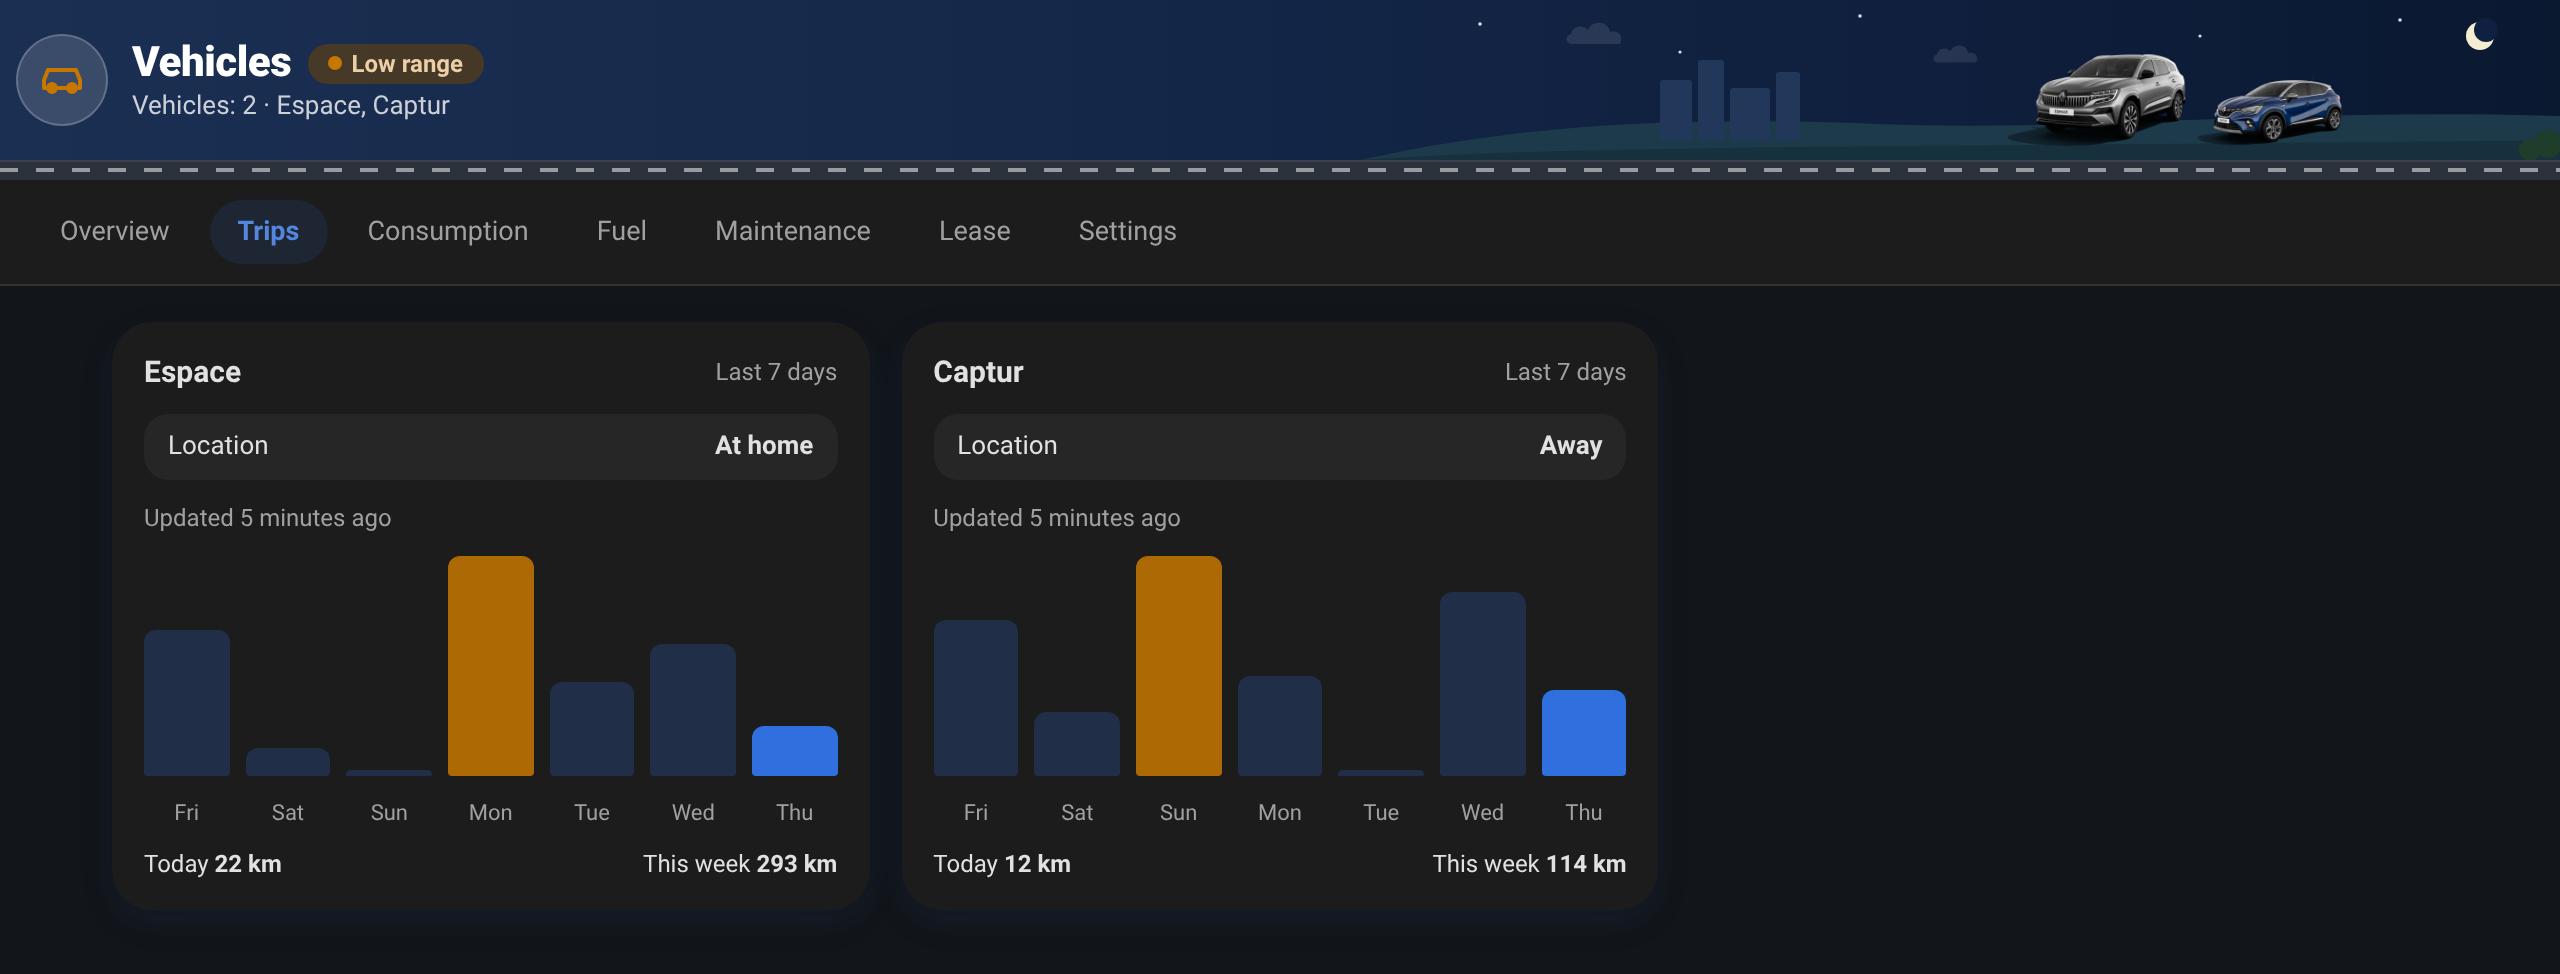 Vehicles
Low range
Vehicles: 2 · Espace, Captur
Overview Trips Consumption Fuel Maintenance Lease Settings
Espace Last 7 days
Location At home
Updated 5 minutes ago
Fri Sat Sun Mon Tue Wed Thu
Today 22 km This week 293 km
Captur Last 7 days
Location Away
Updated 5 minutes ago
Fri Sat Sun Mon Tue Wed Thu
Today 12 km This week 114 km